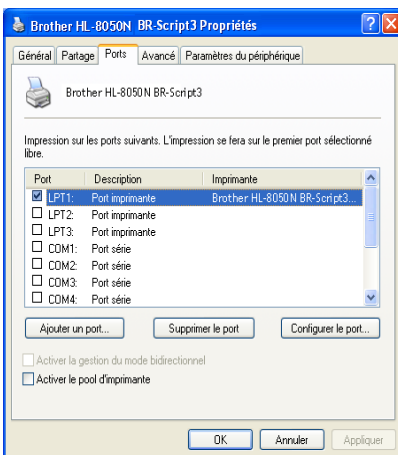 Brother HL-8050N BR-Script3 Propriétés
Général Partage Ports Avancé Paramètres du périphérique
Brother HL-8050N BR-Script3
Impression sur les ports suivants. L'impression se fera sur le premier port sélectionné
libre.
Port Description Imprimante
LPT1: Port imprimante Brother HL-8050N BR-Script3...
LPT2: Port imprimante
LPT3: Port imprimante
COM1: Port série
COM2: Port série
COM3: Port série
COM4: Port série
Ajouter un port... Supprimer le port Configurer le port...
Activer la gestion du mode bidirectionnel
Activer le pool d'imprimante
OK Annuler Appliquer